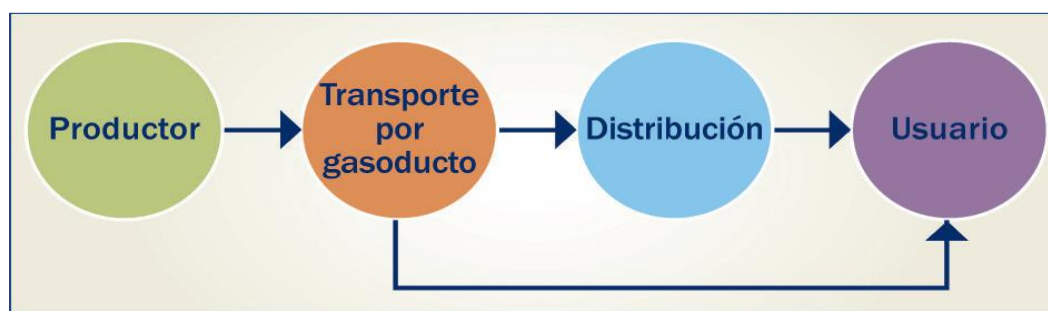 Productor
Transporte
por
gasoducto
Distribución
Usuario